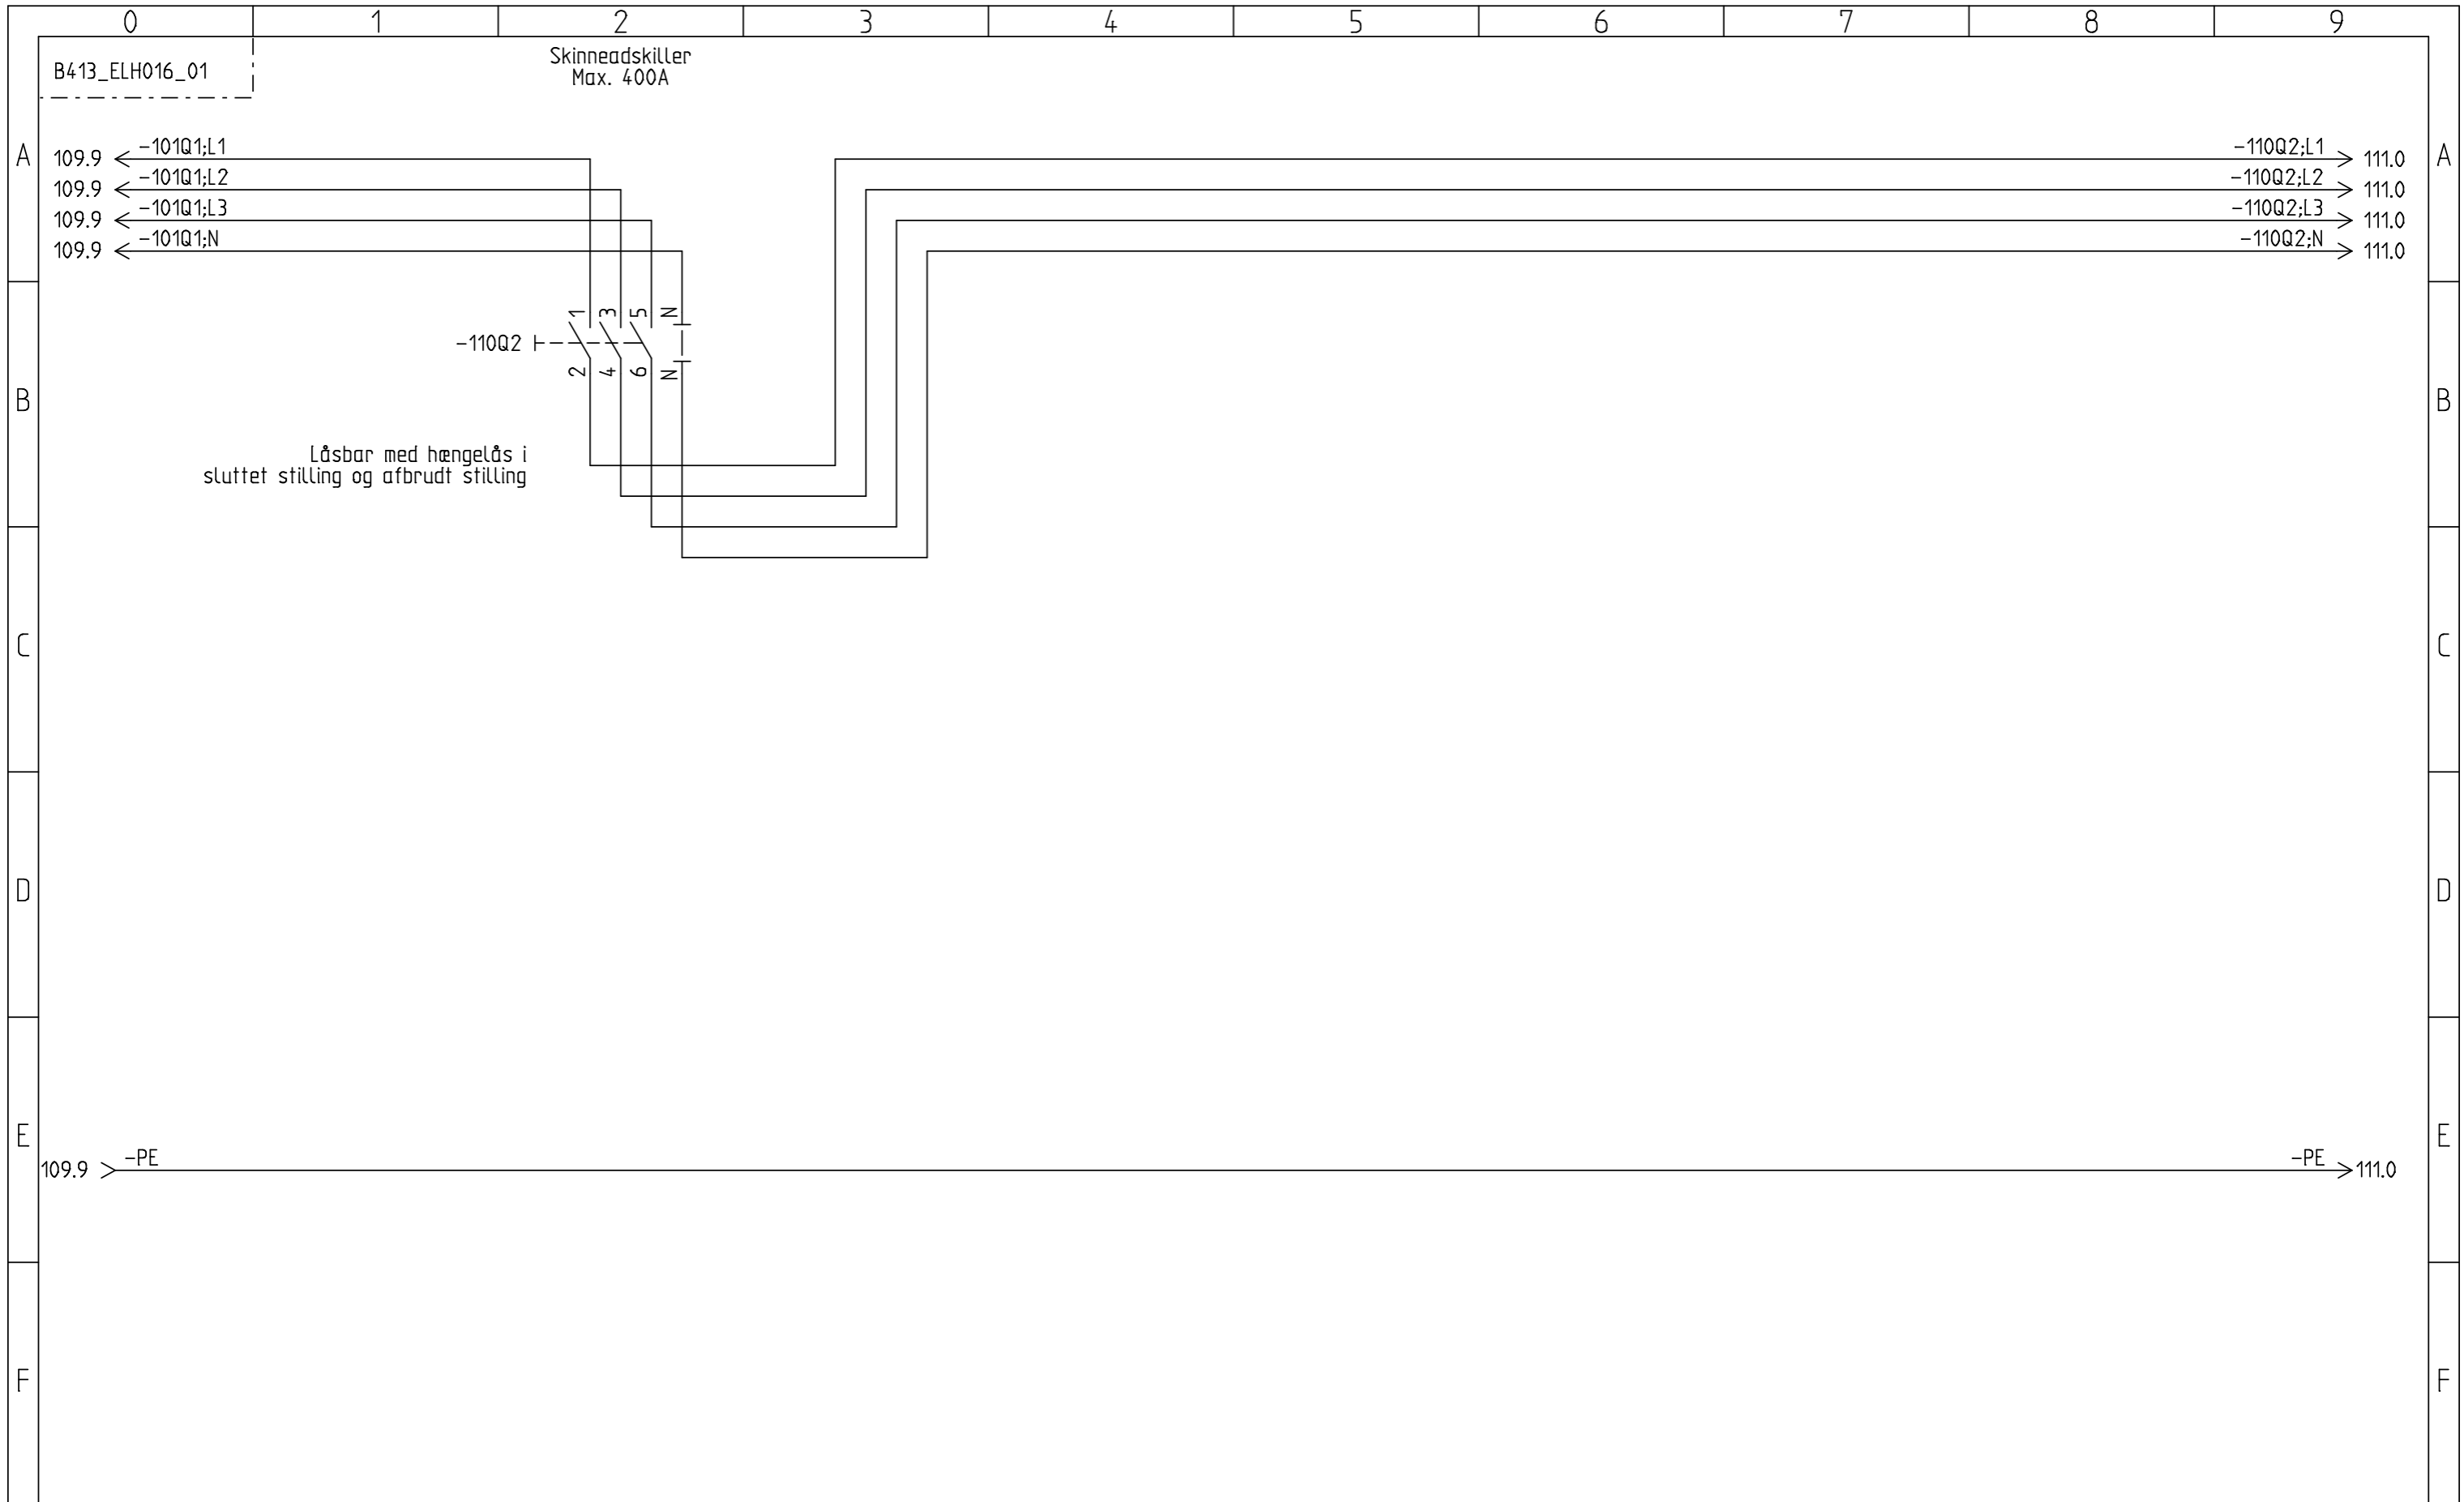 0 1 2 3 4 5 6 7 8 9
B413_ELH016_01
Skinneadskiller
Max. 400A
A A
109.9 -101Q1;L1 -110Q2;L1 111.0
109.9 -101Q1;L2 -110Q2;L2 111.0
109.9 -101Q1;L3 -110Q2;L3 111.0
109.9 -101Q1;N -110Q2;N 111.0
1 3 5 N
-110Q2
2 4 6 N
B B
Låsbar med hængelås i
sluttet stilling og afbrudt stilling
C C
D D
E E
109.9 -PE -PE 111.0
F F